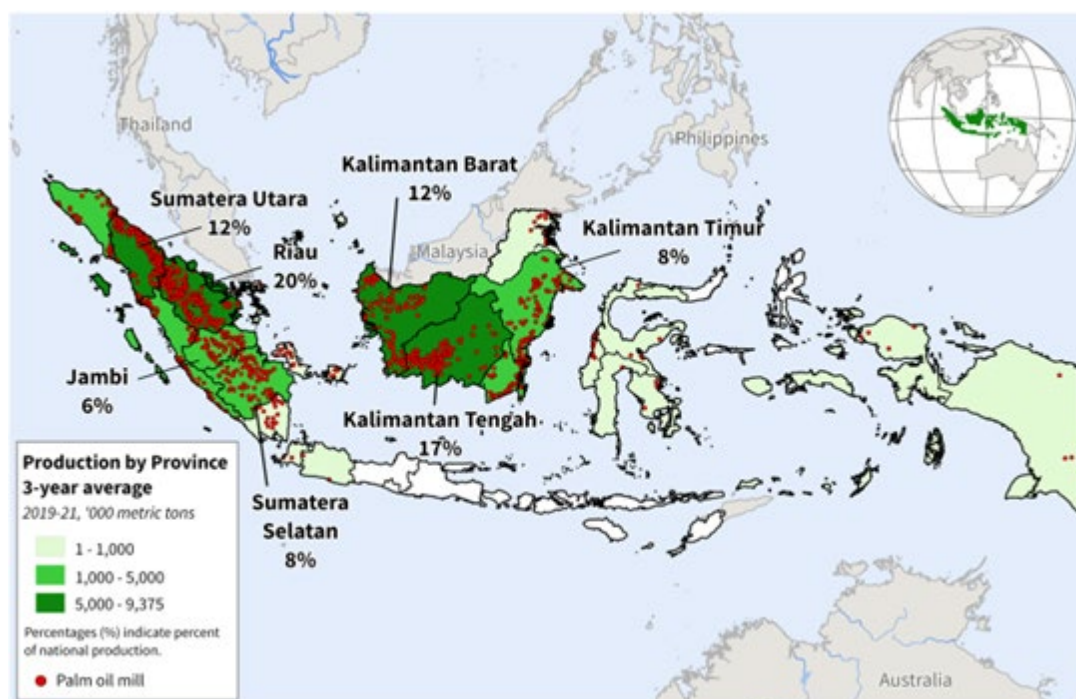 Thailand
Philippines
Kalimantan Barat
12%
Sumatera Utara
12%
Malaysia
Kalimantan Timur
8%
Riau
20%
Jambi
6%
Kalimantan Tengah
17%
Sumatera
Selatan
8%
Production by Province
3-year average
2019-21, '000 metric tons
1 - 1,000
1,000 - 5,000
5,000 - 9,375
Percentages (%) indicate percent
of national production.
Palm oil mill
Australia